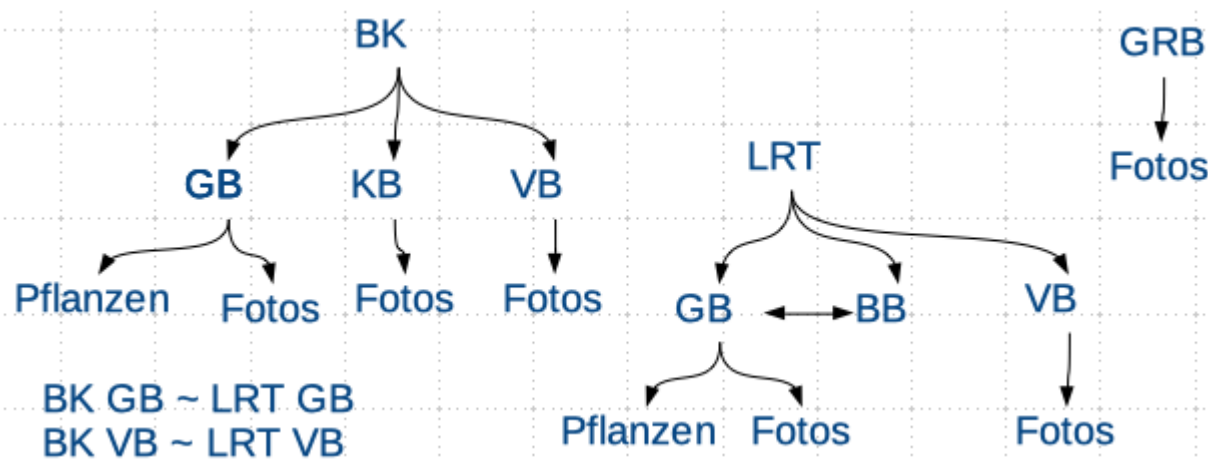 BK
GRB
LRT
Fotos
GB KB VB
Pflanzen Fotos Fotos Fotos
GB BB VB
BK GB ~ LRT GB
BK VB ~ LRT VB
Pflanzen Fotos Fotos